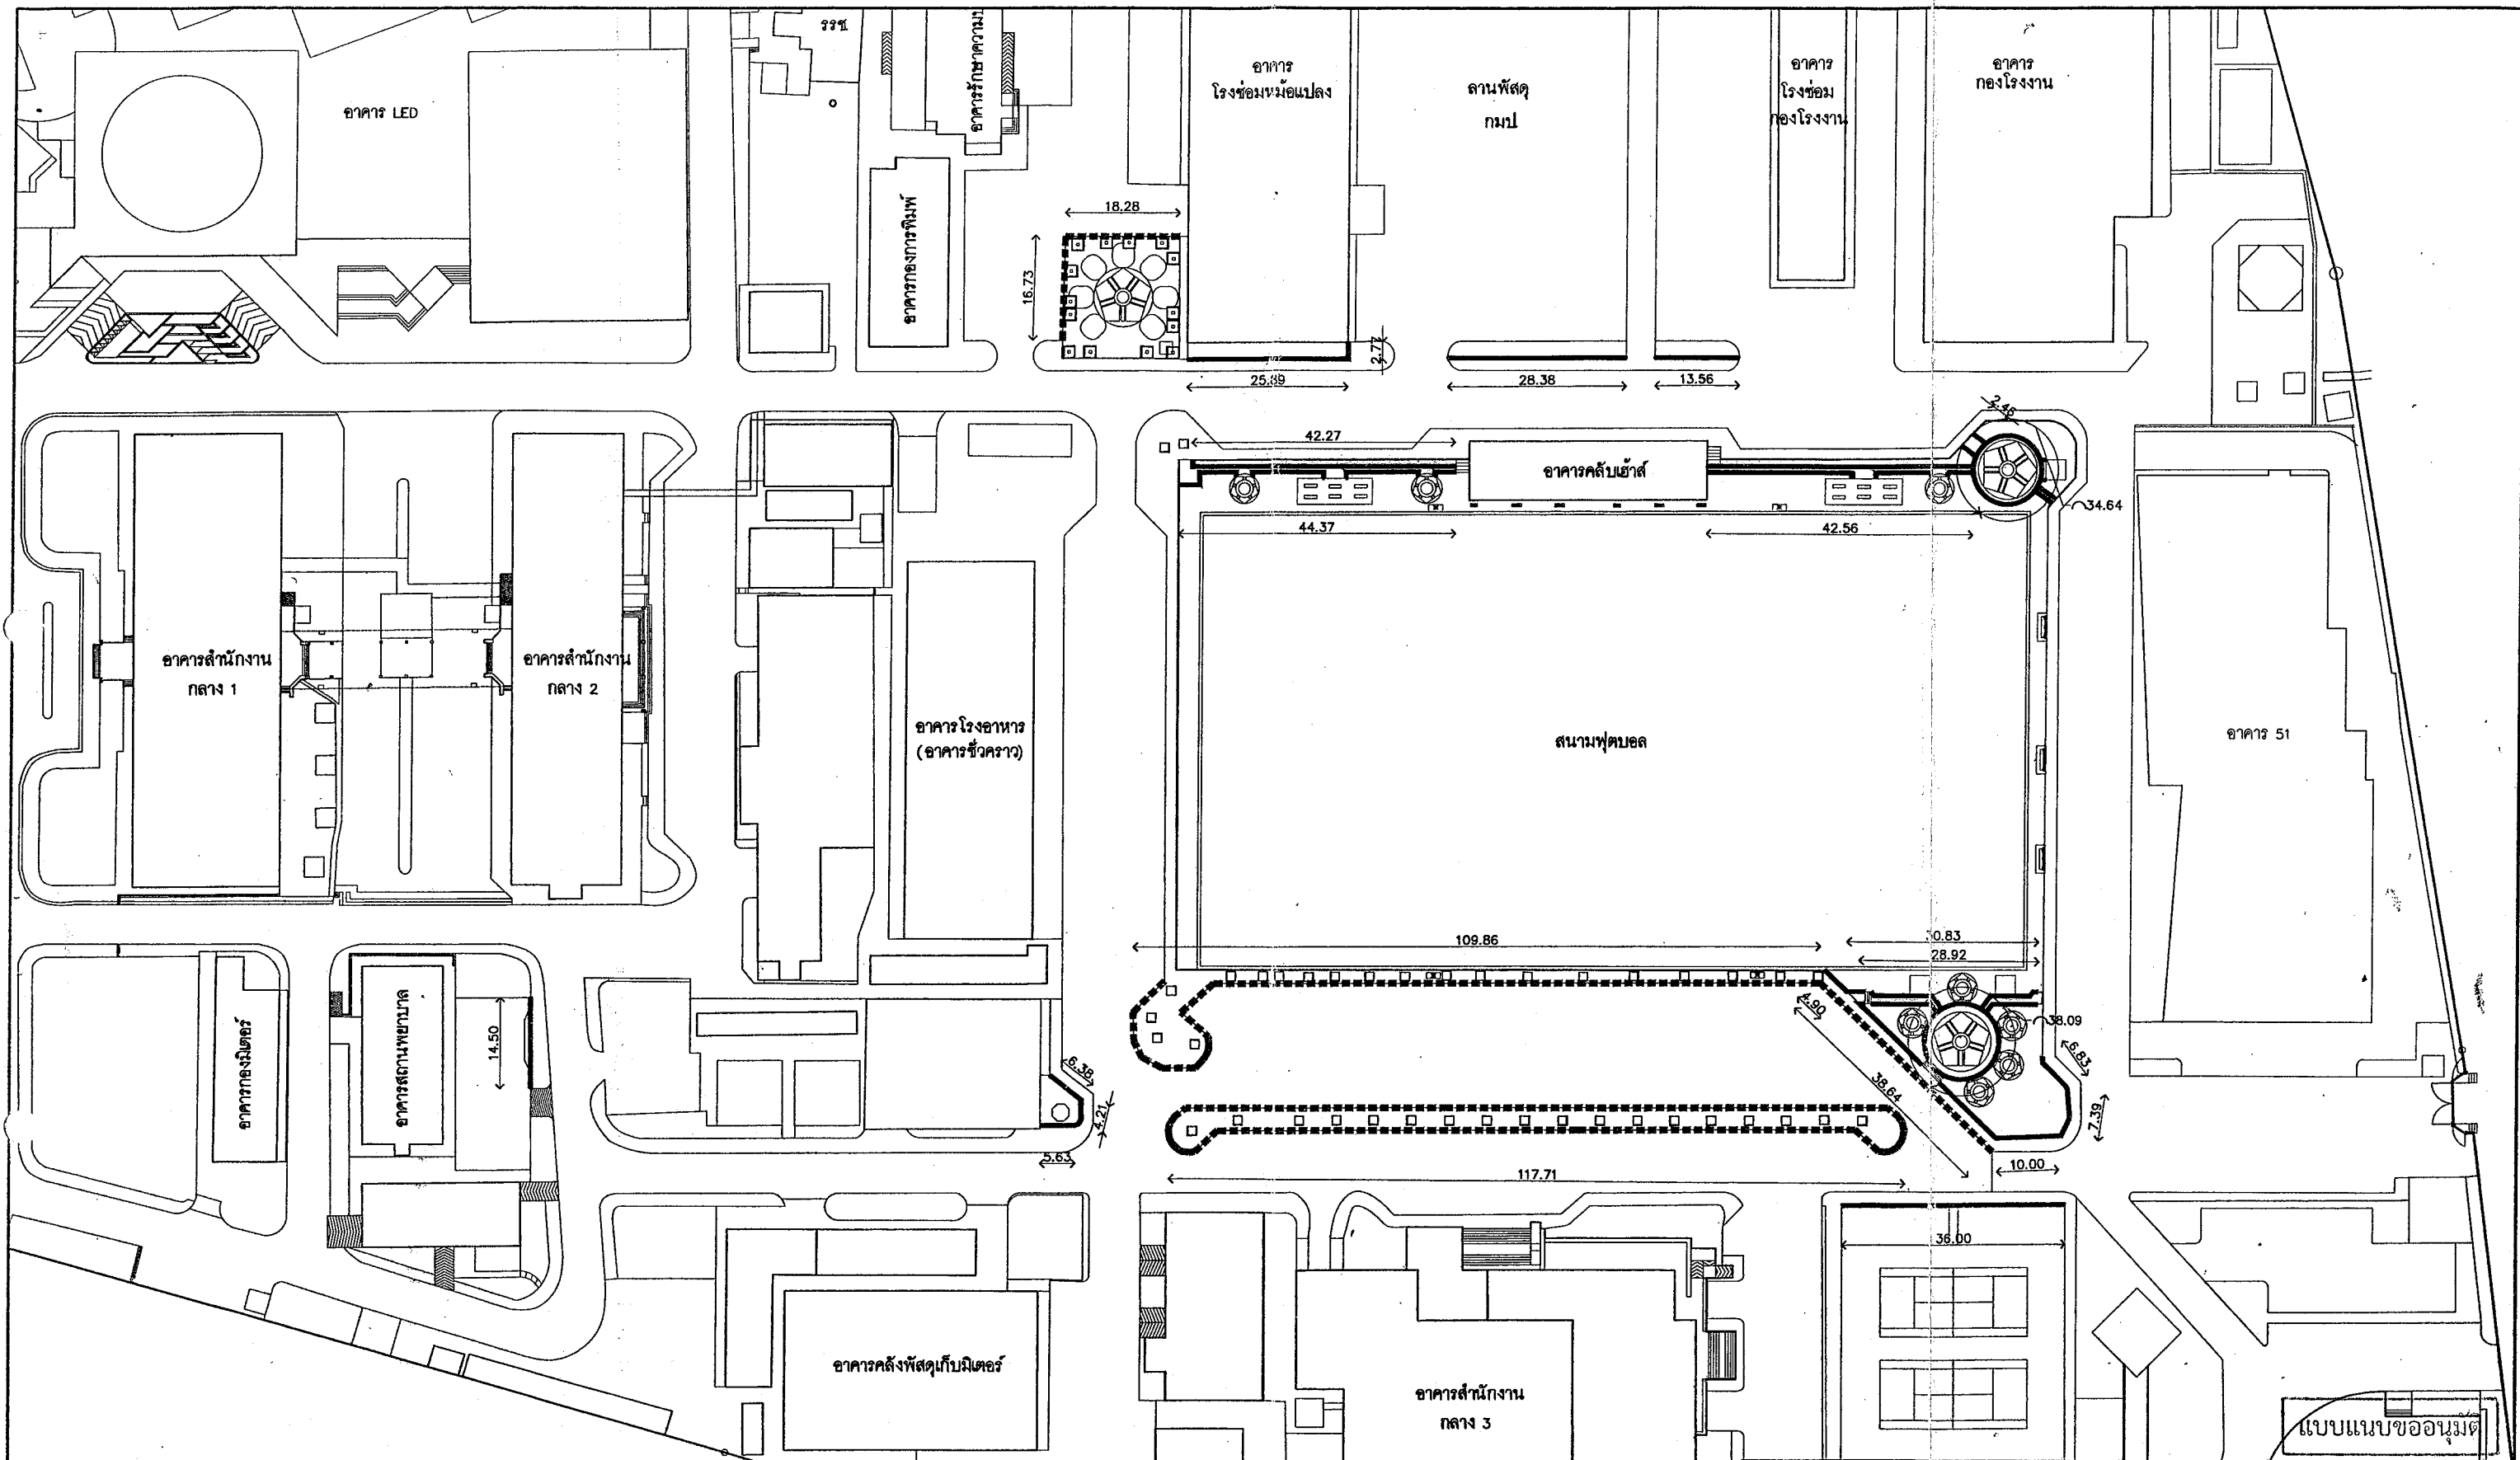 รรช.
อาคารรักษาความป
อาคาร
โรงซ่อมหม้อแปลง
ลานพัสดุ
กมป
อาคาร
โรงซ่อม
กองโรงงาน
อาคาร
กองโรงงาน
อาคาร LED
อาคารกองการพิมพ์
18.28
16.73
2.77
25.89
28.38
13.56
2.46
42.27
อาคารคลับเฮ้าส์
34.64
44.37
42.56
อาคารสำนักงาน
กลาง 1
อาคารสำนักงาน
กลาง 2
อาคารโรงอาหาร
(อาคารชั่วคราว)
สนามฟุตบอล
อาคาร 51
109.86
30.83
28.92
อาคารกองมิเตอร์
อาคารสถานพยาบาล
14.50
4.90
38.09
6.38
4.21
5.63
38.64
6.83
7.39
10.00
117.71
36.00
อาคารคลังพัสดุเก็บมิเตอร์
อาคารสำนักงาน
กลาง 3
แบบแนบขออนุมัติ